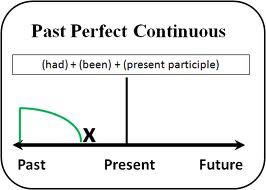 Past Perfect Continuous
(had) + (been) + (present participle)
X
Past Present Future